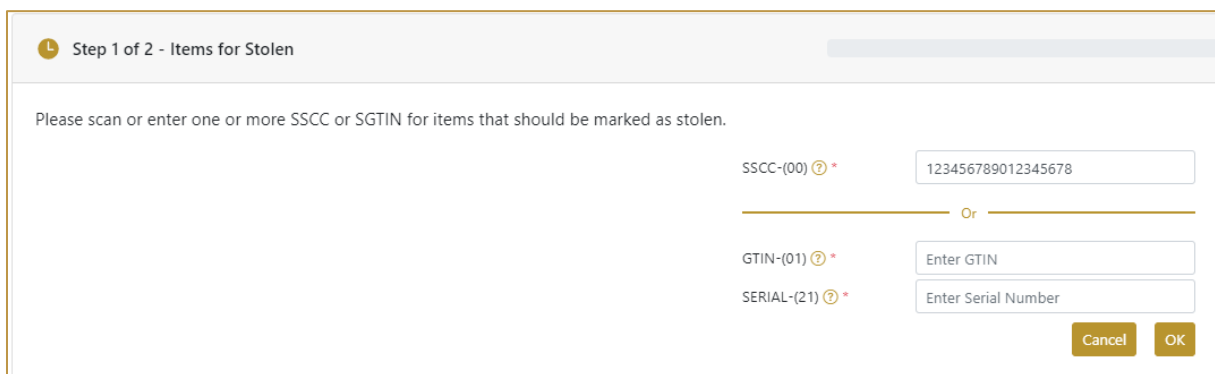 Step 1 of 2 - Items for Stolen
Please scan or enter one or more SSCC or SGTIN for items that should be marked as stolen.
SSCC-(00) ? * 123456789012345678
Or
GTIN-(01) ? * Enter GTIN
SERIAL-(21) ? * Enter Serial Number
Cancel OK